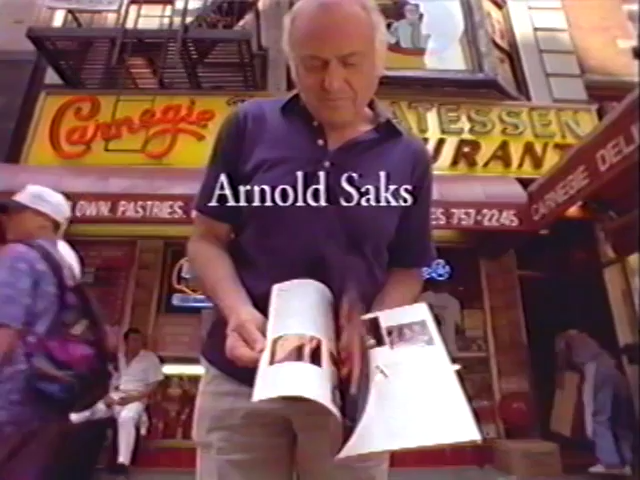 Carnegie
ATESSEN
URANT
Arnold Saks
OWN. PASTRIES.
ES 757-2245
CARNEGIE DELI
A